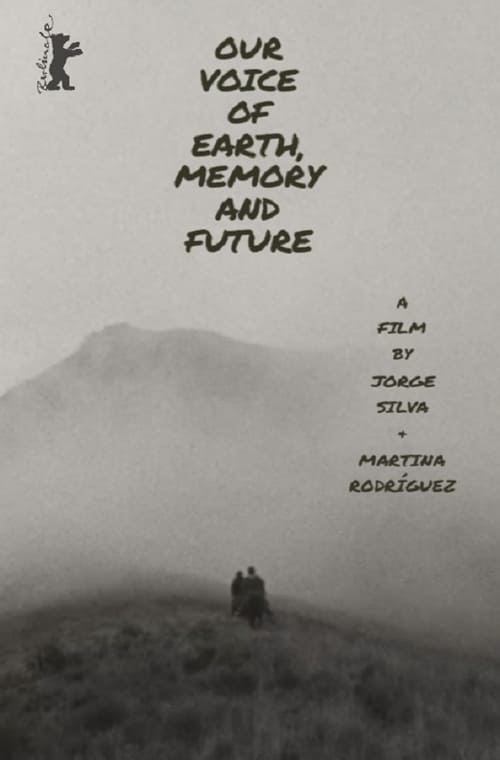 Berlinale
OUR
VOICE
OF
EARTH,
MEMORY
AND
FUTURE
A
FILM
BY
JORGE
SILVA
+
MARTINA
RODRÍGUEZ